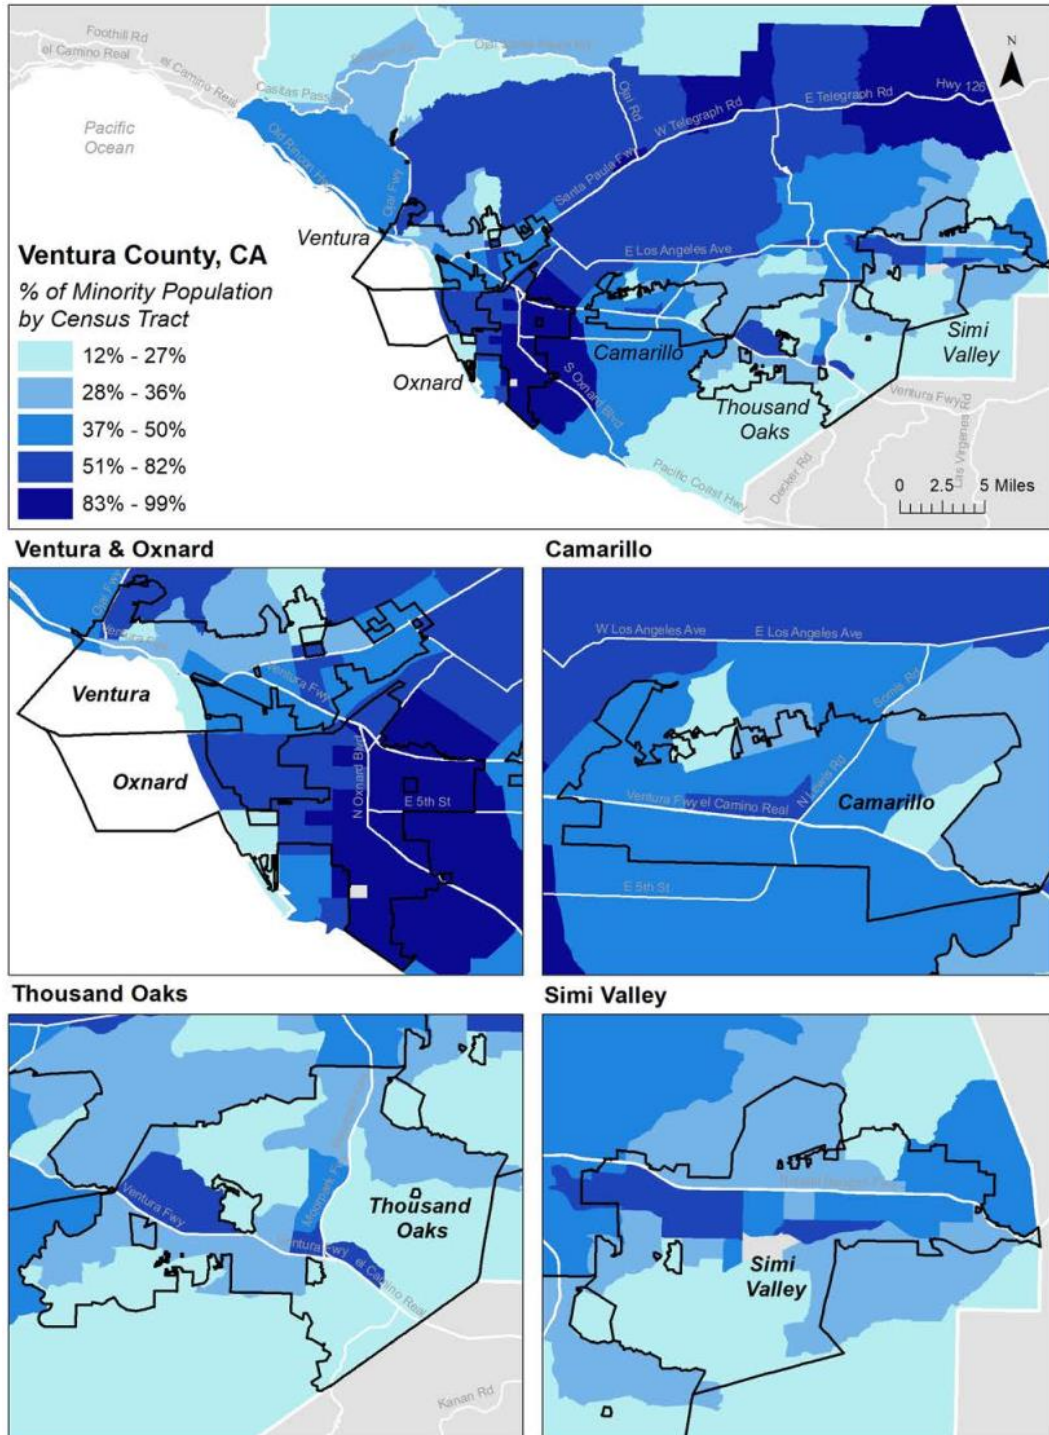 Foothill Rd
el Camino Real
el Camino Real
Casitas Pass
Ojai Rd
W Telegraph Rd
E Telegraph Rd
Hwy 126
N
Pacific
Ocean
Old Rincon Hwy
Ojai Fwy
Santa Paula Fwy
Ventura
E Los Angeles Ave
Ventura County, CA
% of Minority Population
by Census Tract
12% - 27%
28% - 36%
37% - 50%
51% - 82%
83% - 99%
Oxnard
Camarillo
S Oxnard Blvd
Thousand
Oaks
Simi
Valley
Ventura Fwy
Las Virgenes Rd
Decker Rd
Pacific Coast Hwy
0 2.5 5 Miles
Ventura & Oxnard
Ojai Fwy
Ventura Fwy
Ventura
Oxnard
N Oxnard Blvd
E 5th St
Camarillo
W Los Angeles Ave
E Los Angeles Ave
Somis Rd
Ventura Fwy el Camino Real
N Lewis Rd
Camarillo
E 5th St
Thousand Oaks
Ventura Fwy
Moorpark Fwy
Thousand
Oaks
Ventura Fwy
el Camino Real
Kanan Rd
Simi Valley
Simi
Valley